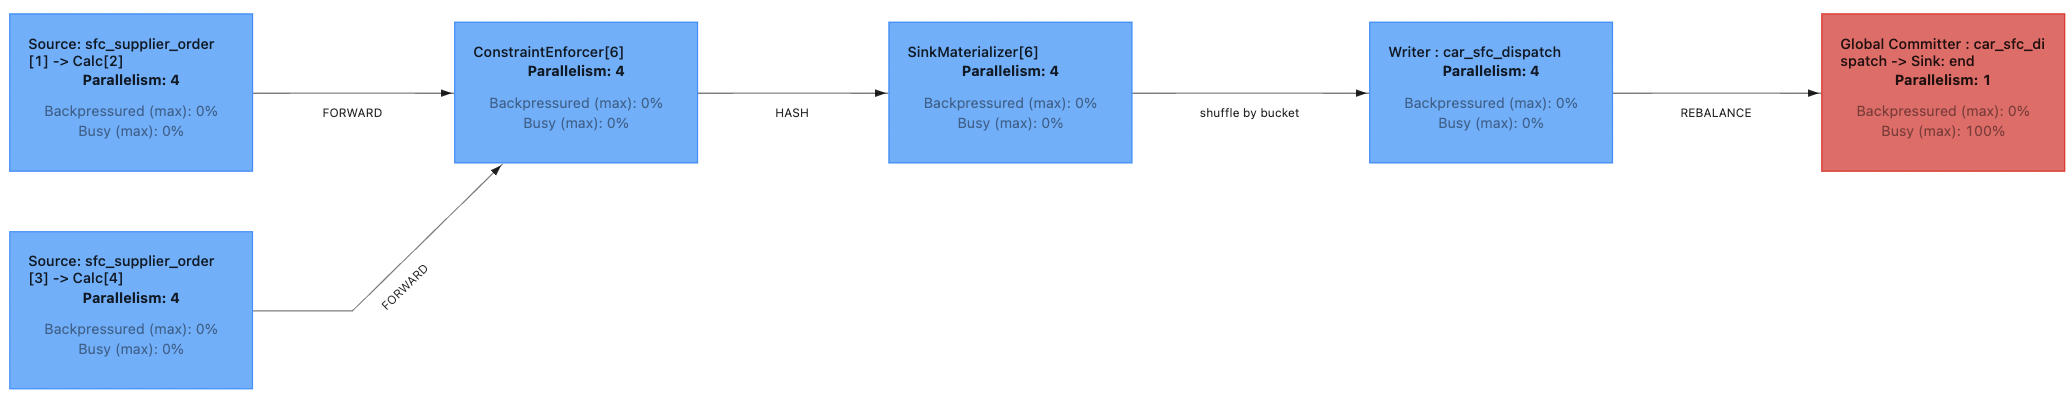 Source: sfc_supplier_order
[1] -> Calc[2]
Parallelism: 4
Backpressured (max): 0%
Busy (max): 0%
FORWARD
ConstraintEnforcer[6]
Parallelism: 4
Backpressured (max): 0%
Busy (max): 0%
HASH
SinkMaterializer[6]
Parallelism: 4
Backpressured (max): 0%
Busy (max): 0%
shuffle by bucket
Writer : car_sfc_dispatch
Parallelism: 4
Backpressured (max): 0%
Busy (max): 0%
REBALANCE
Global Committer : car_sfc_di
spatch -> Sink: end
Parallelism: 1
Backpressured (max): 0%
Busy (max): 100%
Source: sfc_supplier_order
[3] -> Calc[4]
Parallelism: 4
Backpressured (max): 0%
Busy (max): 0%
FORWARD